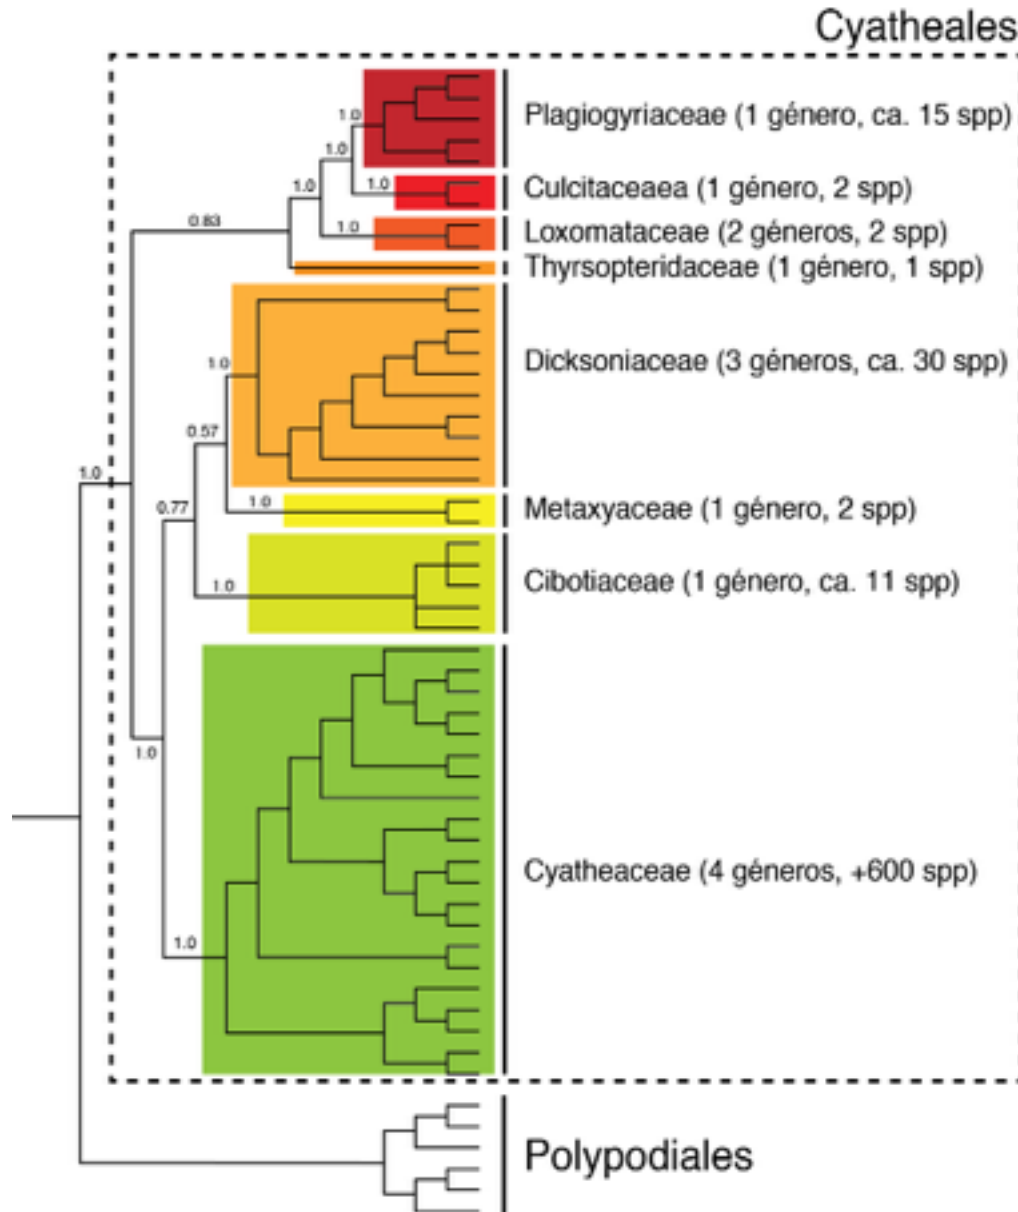 Cyatheales
1.0
Plagiogyriaceae (1 género, ca. 15 spp)
1.0
1.0
Culcitaceaea (1 género, 2 spp)
1.0
0.83
1.0
Loxomataceae (2 géneros, 2 spp)
Thyrsopteridaceae (1 género, 1 spp)
1.0
Dicksoniaceae (3 géneros, ca. 30 spp)
0.57
1.0
0.77
1.0
Metaxyaceae (1 género, 2 spp)
1.0
Cibotiaceae (1 género, ca. 11 spp)
1.0
Cyatheaceae (4 géneros, +600 spp)
1.0
Polypodiales